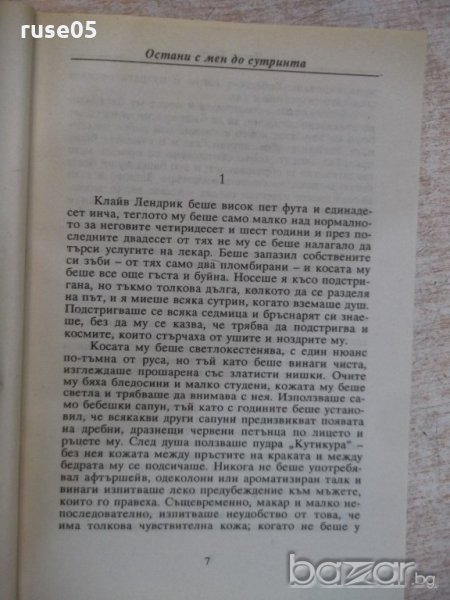 ruse05
Остани с мен до сутринта
1
Клайв Лендрик беше висок пет фута и единаде-
сет инча, теглото му беше само малко над нормално-
то за неговите четиридесет и шест години и през по-
следните двадесет от тях не му се беше налагало да
търси услугите на лекар. Беше запазил собствените
си зъби – от тях само два пломбирани – и косата му
беше все още гъста и буйна. Носеше я късо подстри-
гана, но тъкмо толкова дълга, колкото да се разделя
на път, и я миеше всяка сутрин, когато вземаше душ.
Подстригваше се всяка седмица и бръснарят си знае-
ше, без да му се казва, че трябва да подстригва и
космите, които стърчаха от ушите и ноздрите му.
Косата му беше светлокестенява, с един нюанс
по-тъмна от руса, но тъй като беше винаги чиста,
изглеждаше прошарена със златисти нишки. Очите
му бяха бледосини и малко студени, кожата му беше
светла и трябваше да внимава с нея. Използваше са-
мо бебешки сапун, тъй като с годините беше устано-
вил, че всякакви други сапуни предизвикват появата
на дребни, дразнещи червени петънца по лицето и
ръцете му. След душа ползваше пудра „Кутикура" –
без нея кожата между пръстите на краката и между
бедрата му се подсичаше. Никога не беше употребя-
вал афтършейв, одеколони или ароматизиран талк и
винаги изпитваше леко предубеждение към мъжете,
които го правеха. Същевременно, макар и малко не-
последователно, изпитваше неудобство от това, че
има толкова чувствителна кожа; когато не беше у
7
bazar.бг